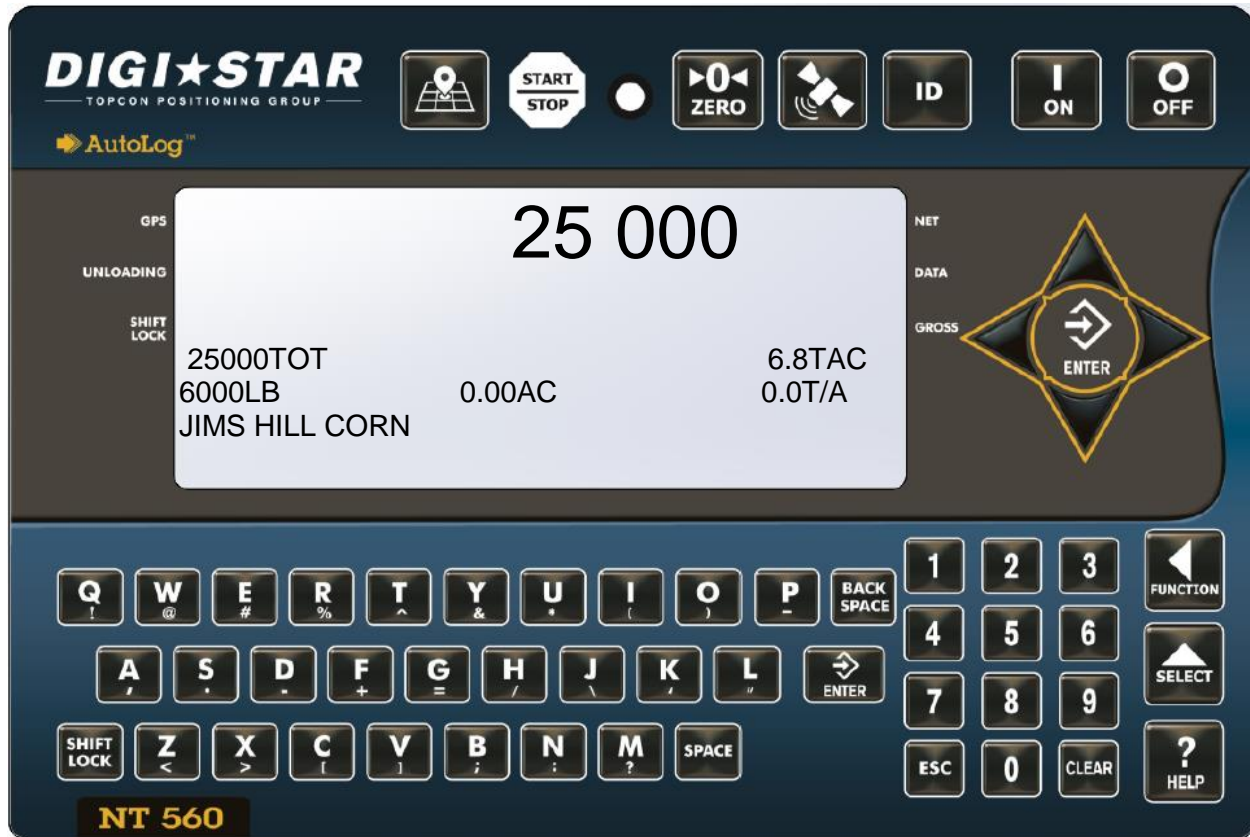 DIGI★STAR
TOPCON POSITIONING GROUP
AutoLog™
START
STOP
0
ZERO
ID
I
ON
O
OFF
GPS
UNLOADING
SHIFT
LOCK
25 000
25000TOT 6.8TAC
6000LB 0.00AC 0.0T/A
JIMS HILL CORN
NET
DATA
GROSS
ENTER
Q W E R T Y U I O P BACK SPACE
! @ # % ^ & * ( ) –
A S D F G H J K L ENTER
= / \
SHIFT LOCK Z X C V B N M SPACE
< > [ ] ; : ?
1 2 3
FUNCTION
4 5 6
SELECT
7 8 9
ESC 0 CLEAR
?
HELP
NT 560